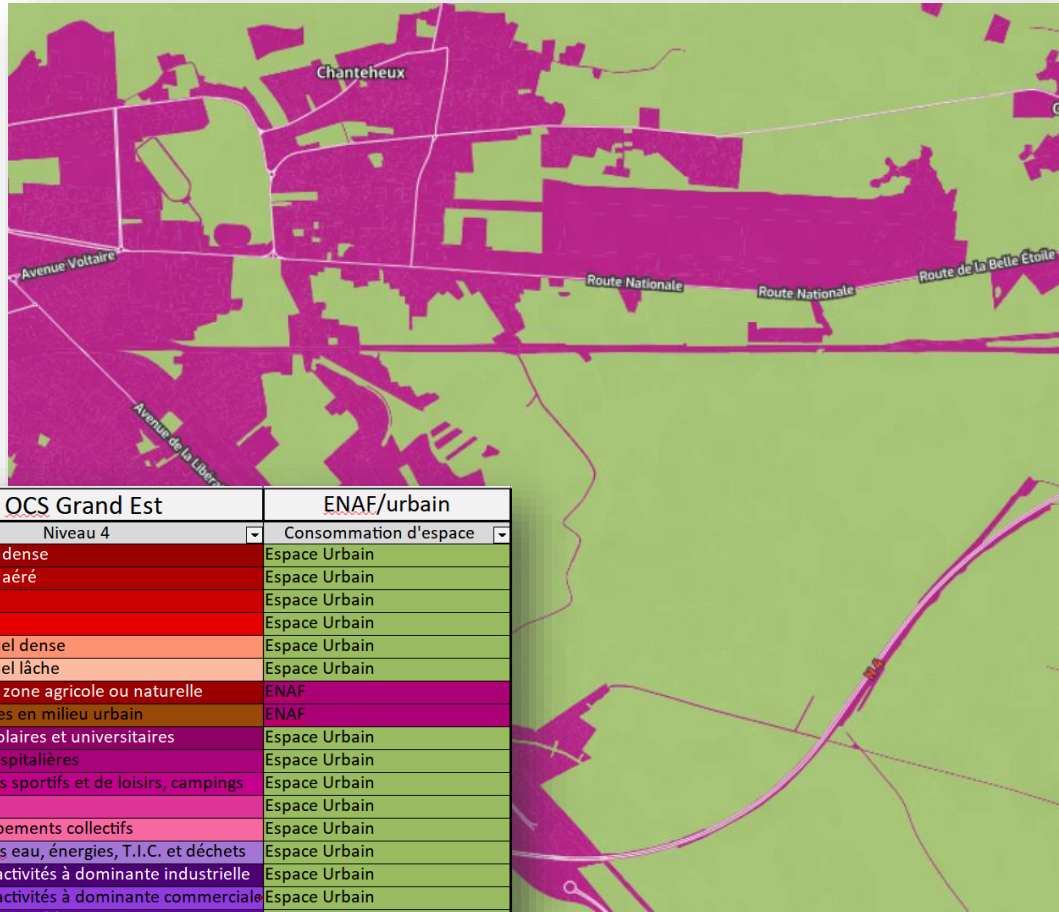 Chanteheux
Avenue Voltaire
Route Nationale
Route Nationale
Route de la Belle Étoile
Avenue de la Libéra
N4
OCS Grand Est ENAF/urbain
Niveau 4 Consommation d'espace
dense Espace Urbain
aéré Espace Urbain
Espace Urbain
Espace Urbain
el dense Espace Urbain
el lâche Espace Urbain
zone agricole ou naturelle ENAF
es en milieu urbain ENAF
olaires et universitaires Espace Urbain
spitalières Espace Urbain
s sportifs et de loisirs, campings Espace Urbain
Espace Urbain
pements collectifs Espace Urbain
s eau, énergies, T.I.C. et déchets Espace Urbain
activités à dominante industrielle Espace Urbain
activités à dominante commerciale Espace Urbain